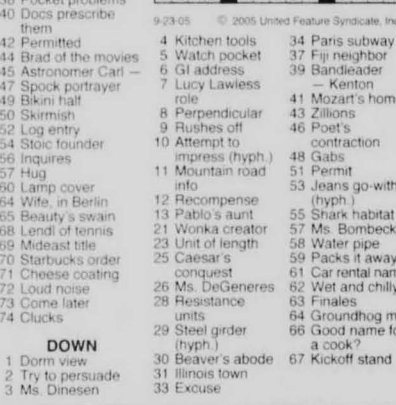 38 Pocket problems
40 Docs prescribe
them
42 Permitted
44 Brad of the movies
45 Astronomer Carl —
47 Spock portrayer
49 Bikini half
50 Skirmish
52 Log entry
54 Stoic founder
56 Inquires
57 Hug
60 Lamp cover
64 Wife, in Berlin
65 Beauty's swain
68 Lendl of tennis
69 Mideast title
70 Starbucks order
71 Cheese coating
72 Loud noise
73 Come later
74 Clucks
DOWN
1 Dorm view
2 Try to persuade
3 Ms. Dinesen
9-23-05 © 2005 United Feature Syndicate, Inc
4 Kitchen tools
5 Watch pocket
6 GI address
7 Lucy Lawless
role
8 Perpendicular
9 Rushes off
10 Attempt to
impress (hyph.)
11 Mountain road
info
12 Recompense
13 Pablo's aunt
21 Wonka creator
23 Unit of length
25 Caesar's
conquest
26 Ms. DeGeneres
28 Resistance
units
29 Steel girder
(hyph.)
30 Beaver's abode
31 Illinois town
33 Excuse
34 Paris subway
37 Fiji neighbor
39 Bandleader
— Kenton
41 Mozart's hom
43 Zillions
46 Poet's
contraction
48 Gabs
51 Permit
53 Jeans go-with
(hyph.)
55 Shark habitat
57 Ms. Bombeck
58 Water pipe
59 Packs it away
61 Car rental nam
62 Wet and chilly
63 Finales
64 Groundhog m
66 Good name fo
a cook?
67 Kickoff stand